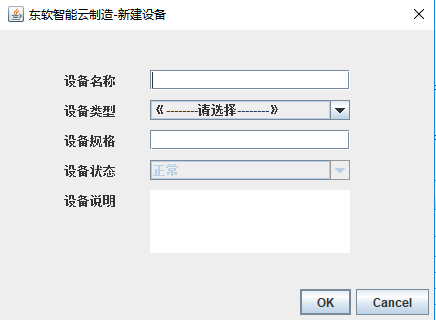 东软智能云制造-新建设备
设备名称
设备类型 《--------请选择--------》
设备规格
设备状态 正常
设备说明
OK Cancel